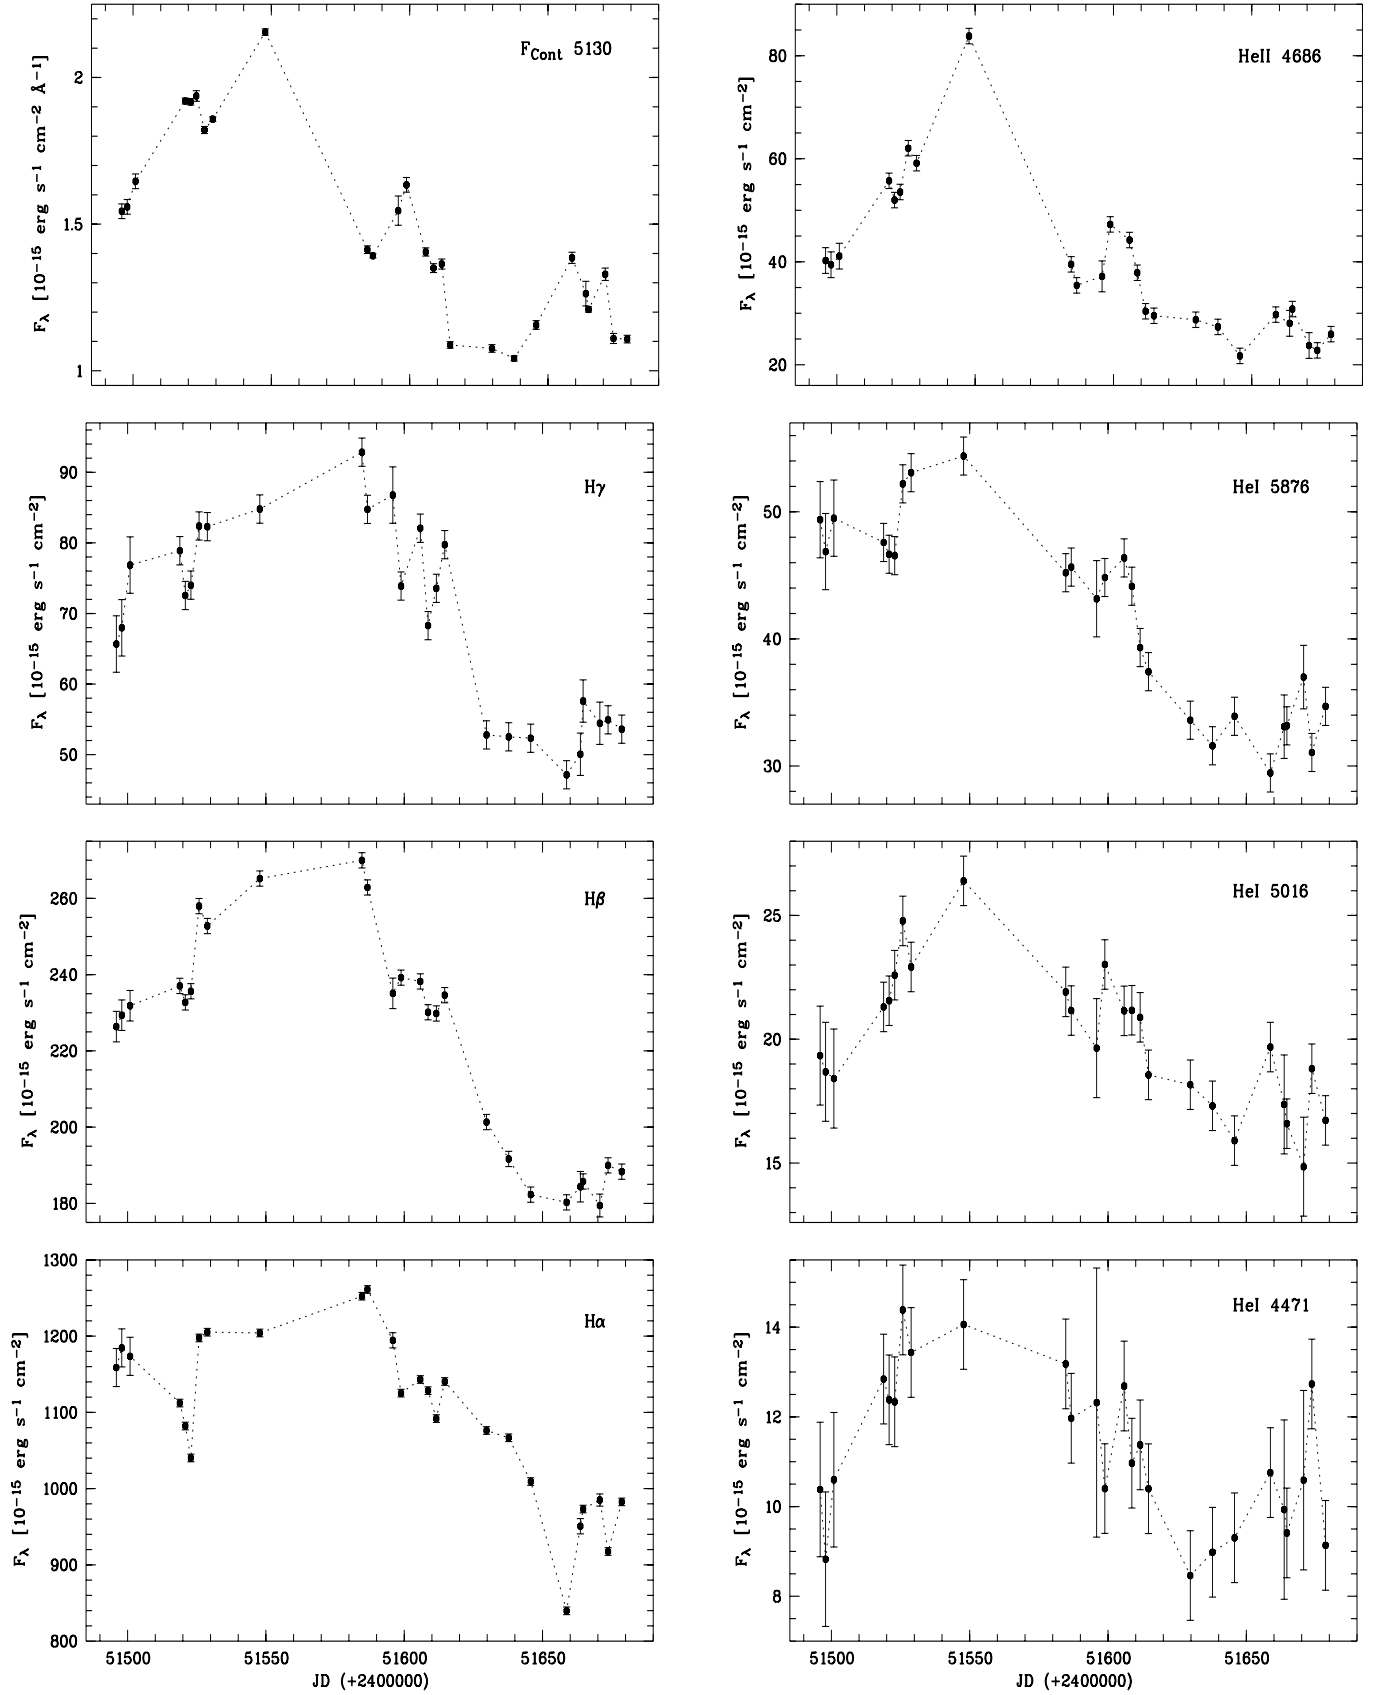 F_Cont 5130
F_λ [10^−15 erg s^−1 cm^−2 Å^−1]
2
1.5
1
HeII 4686
F_λ [10^−15 erg s^−1 cm^−2]
80
60
40
20
Hγ
F_λ [10^−15 erg s^−1 cm^−2]
90
80
70
60
50
HeI 5876
F_λ [10^−15 erg s^−1 cm^−2]
50
40
30
Hβ
F_λ [10^−15 erg s^−1 cm^−2]
260
240
220
200
180
HeI 5016
F_λ [10^−15 erg s^−1 cm^−2]
25
20
15
Hα
F_λ [10^−15 erg s^−1 cm^−2]
1300
1200
1100
1000
900
800
51500 51550 51600 51650
JD (+2400000)
HeI 4471
F_λ [10^−15 erg s^−1 cm^−2]
14
12
10
8
51500 51550 51600 51650
JD (+2400000)